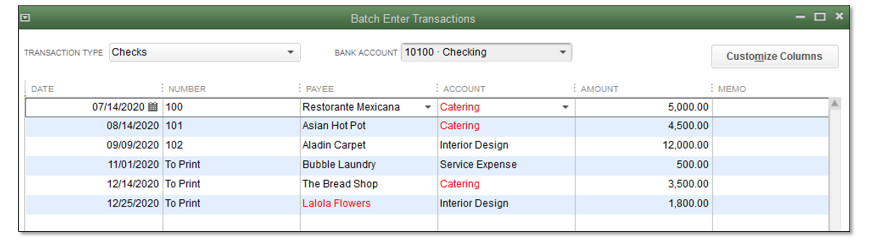 Batch Enter Transactions
TRANSACTION TYPE Checks BANK ACCOUNT 10100 · Checking Customize Columns
DATE NUMBER PAYEE ACCOUNT AMOUNT MEMO
07/14/2020 100 Restorante Mexicana Catering 5,000.00
08/14/2020 101 Asian Hot Pot Catering 4,500.00
09/09/2020 102 Aladin Carpet Interior Design 12,000.00
11/01/2020 To Print Bubble Laundry Service Expense 500.00
12/14/2020 To Print The Bread Shop Catering 3,500.00
12/25/2020 To Print Lalola Flowers Interior Design 1,800.00